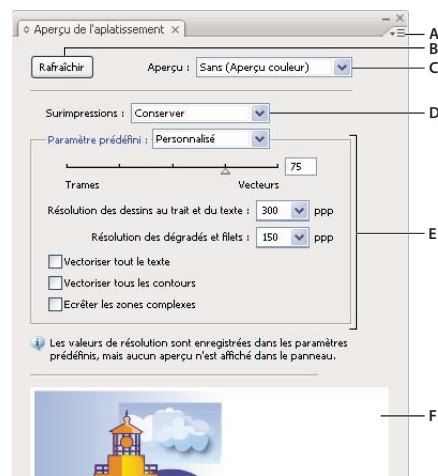 Aperçu de l'aplatissement
A
B
Rafraîchir
Aperçu : Sans (Aperçu couleur)
C
Surimpressions : Conserver
D
Paramètre prédéfini : Personnalisé
75
Trames Vecteurs
Résolution des dessins au trait et du texte : 300 ppp
Résolution des dégradés et filets : 150 ppp
E
Vectoriser tout le texte
Vectoriser tous les contours
Ecrêter les zones complexes
Les valeurs de résolution sont enregistrées dans les paramètres
prédéfinis, mais aucun aperçu n'est affiché dans le panneau.
F